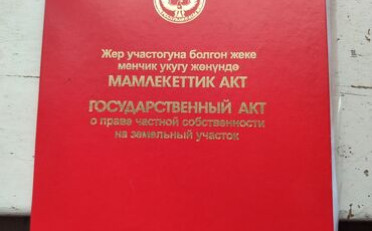 Жер участогуна болгон жеке
менчик укугу жөнүндө
МАМЛЕКЕТТИК АКТ
ГОСУДАРСТВЕННЫЙ АКТ
о праве частной собственности
на земельный участок